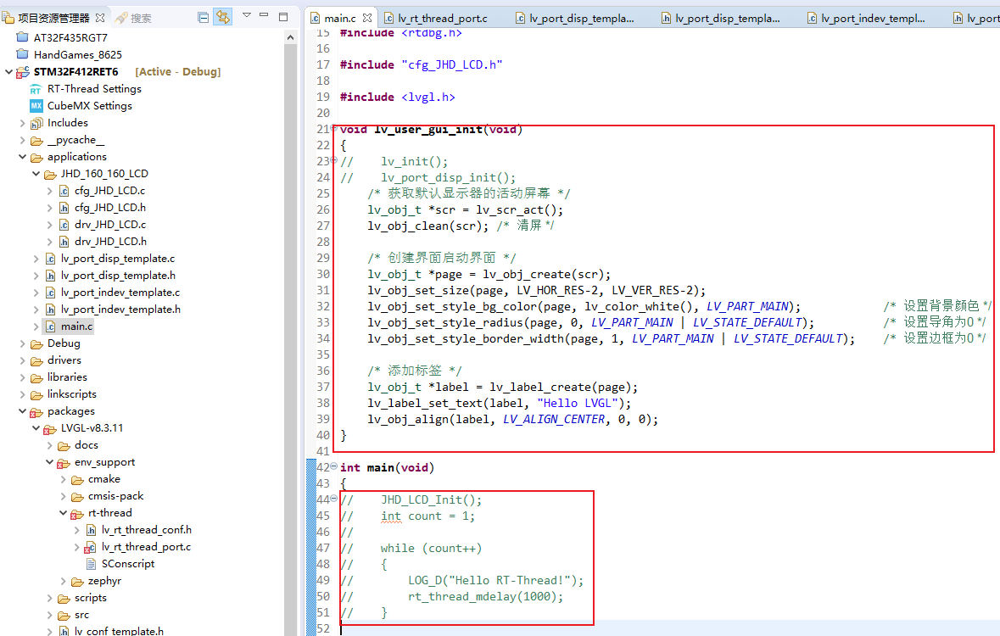 项目资源管理器
搜索
AT32F435RGT7
HandGames_8625
STM32F412RET6 [Active - Debug]
RT-Thread Settings
CubeMX Settings
Includes
__pycache__
applications
JHD_160_160_LCD
cfg_JHD_LCD.c
cfg_JHD_LCD.h
drv_JHD_LCD.c
drv_JHD_LCD.h
lv_port_disp_template.c
lv_port_disp_template.h
lv_port_indev_template.c
lv_port_indev_template.h
main.c
Debug
drivers
libraries
linkscripts
packages
LVGL-v8.3.11
docs
env_support
cmake
cmsis-pack
rt-thread
lv_rt_thread_conf.h
lv_rt_thread_port.c
SConscript
zephyr
scripts
src
lv_conf_template.h
main.c
lv_rt_thread_port.c
lv_port_disp_templa...
lv_port_disp_templa...
lv_port_indev_templ...
lv_port
15 #include <rtdbg.h>
16
17 #include "cfg_JHD_LCD.h"
18
19 #include <lvgl.h>
20
21 void lv_user_gui_init(void)
22 {
23 //    lv_init();
24 //    lv_port_disp_init();
25     /* 获取默认显示器的活动屏幕 */
26     lv_obj_t *scr = lv_scr_act();
27     lv_obj_clean(scr); /* 清屏 */
28
29     /* 创建界面启动界面 */
30     lv_obj_t *page = lv_obj_create(scr);
31     lv_obj_set_size(page, LV_HOR_RES-2, LV_VER_RES-2);
32     lv_obj_set_style_bg_color(page, lv_color_white(), LV_PART_MAIN);             /* 设置背景颜色 */
33     lv_obj_set_style_radius(page, 0, LV_PART_MAIN | LV_STATE_DEFAULT);          /* 设置导角为0 */
34     lv_obj_set_style_border_width(page, 1, LV_PART_MAIN | LV_STATE_DEFAULT);    /* 设置边框为0 */
35
36     /* 添加标签 */
37     lv_obj_t *label = lv_label_create(page);
38     lv_label_set_text(label, "Hello LVGL");
39     lv_obj_align(label, LV_ALIGN_CENTER, 0, 0);
40 }
41
42 int main(void)
43 {
44 //    JHD_LCD_Init();
45 //    int count = 1;
46 //
47 //    while (count++)
48 //    {
49 //        LOG_D("Hello RT-Thread!");
50 //        rt_thread_mdelay(1000);
51 //    }
52